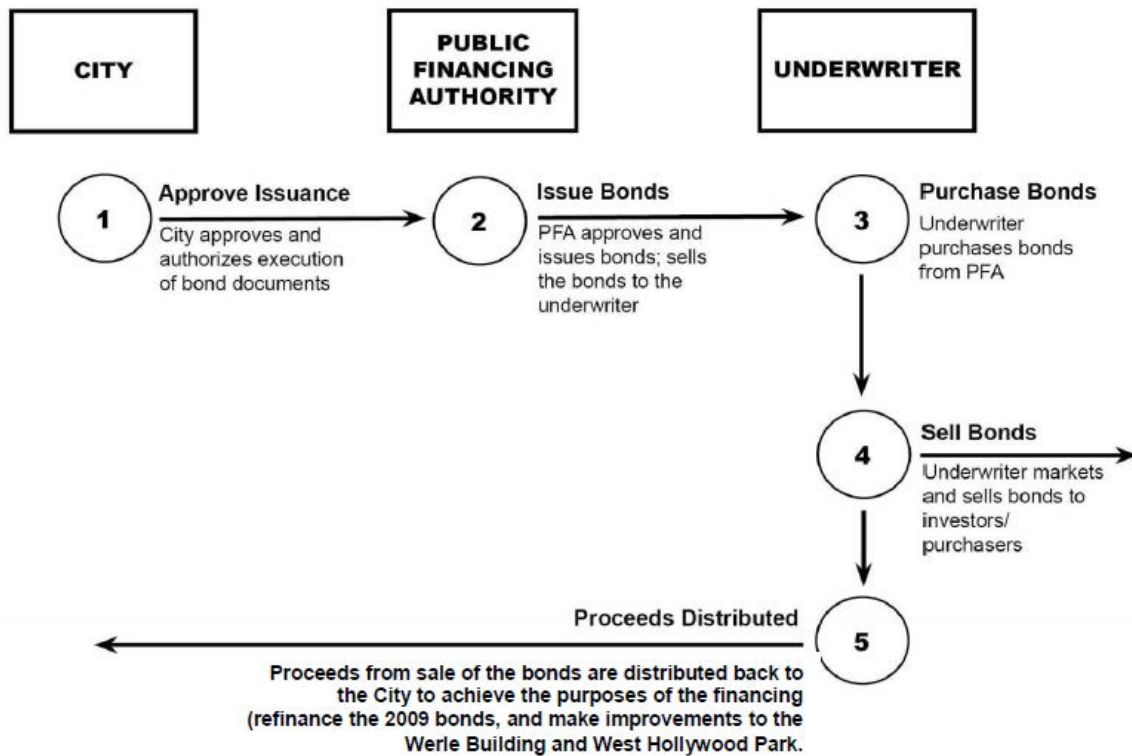 CITY
PUBLIC
FINANCING
AUTHORITY
UNDERWRITER
1
Approve Issuance
City approves and
authorizes execution
of bond documents
2
Issue Bonds
PFA approves and
issues bonds; sells
the bonds to the
underwriter
3
Purchase Bonds
Underwriter
purchases bonds
from PFA
4
Sell Bonds
Underwriter markets
and sells bonds to
investors/
purchasers
5
Proceeds Distributed
Proceeds from sale of the bonds are distributed back to
the City to achieve the purposes of the financing
(refinance the 2009 bonds, and make improvements to the
Werle Building and West Hollywood Park.